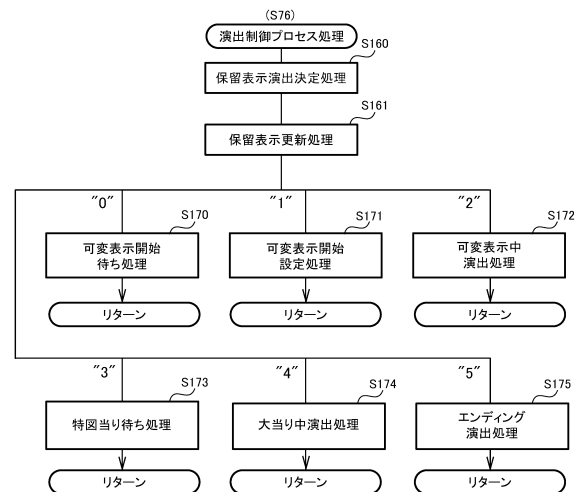 (S76)
演出制御プロセス処理
S160
保留表示演出決定処理
S161
保留表示更新処理
"0"
"1"
"2"
S170
S171
S172
可変表示開始
待ち処理
可変表示開始
設定処理
可変表示中
演出処理
リターン
リターン
リターン
"3"
"4"
"5"
S173
S174
S175
特図当り待ち処理
大当り中演出処理
エンディング
演出処理
リターン
リターン
リターン